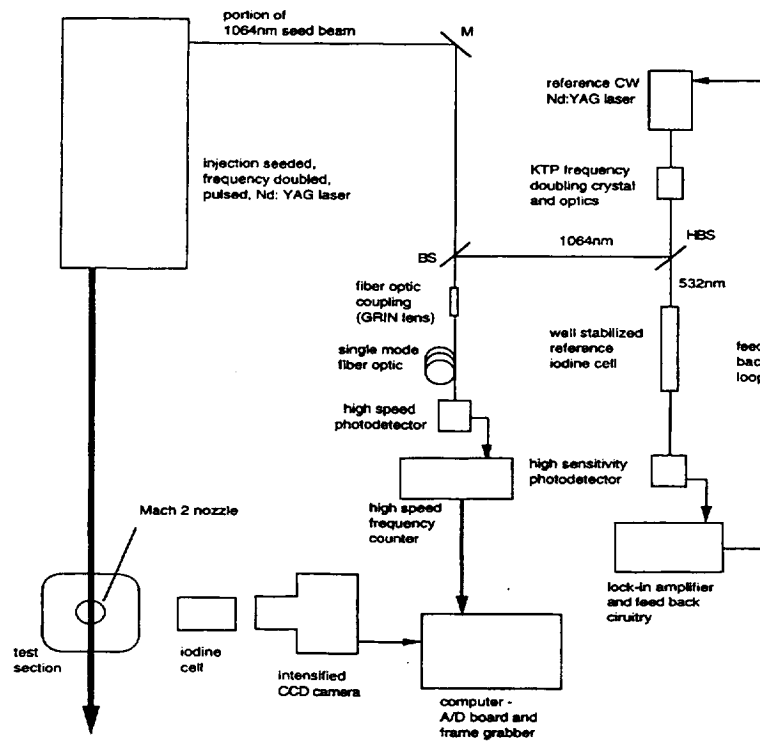 portion of
1064nm seed beam
M
reference CW
Nd:YAG laser
injection seeded,
frequency doubled,
pulsed, Nd: YAG laser
KTP frequency
doubling crystal
and optics
HBS
1064nm
BS
532nm
fiber optic
coupling
(GRIN lens)
well stabilized
reference
iodine cell
feed
back
loop
single mode
fiber optic
high speed
photodetector
high sensitivity
photodetector
Mach 2 nozzle
high speed
frequency
counter
lock-in amplifier
and feed back
ciruitry
test
section
iodine
cell
intensified
CCD camera
computer -
A/D board and
frame grabber